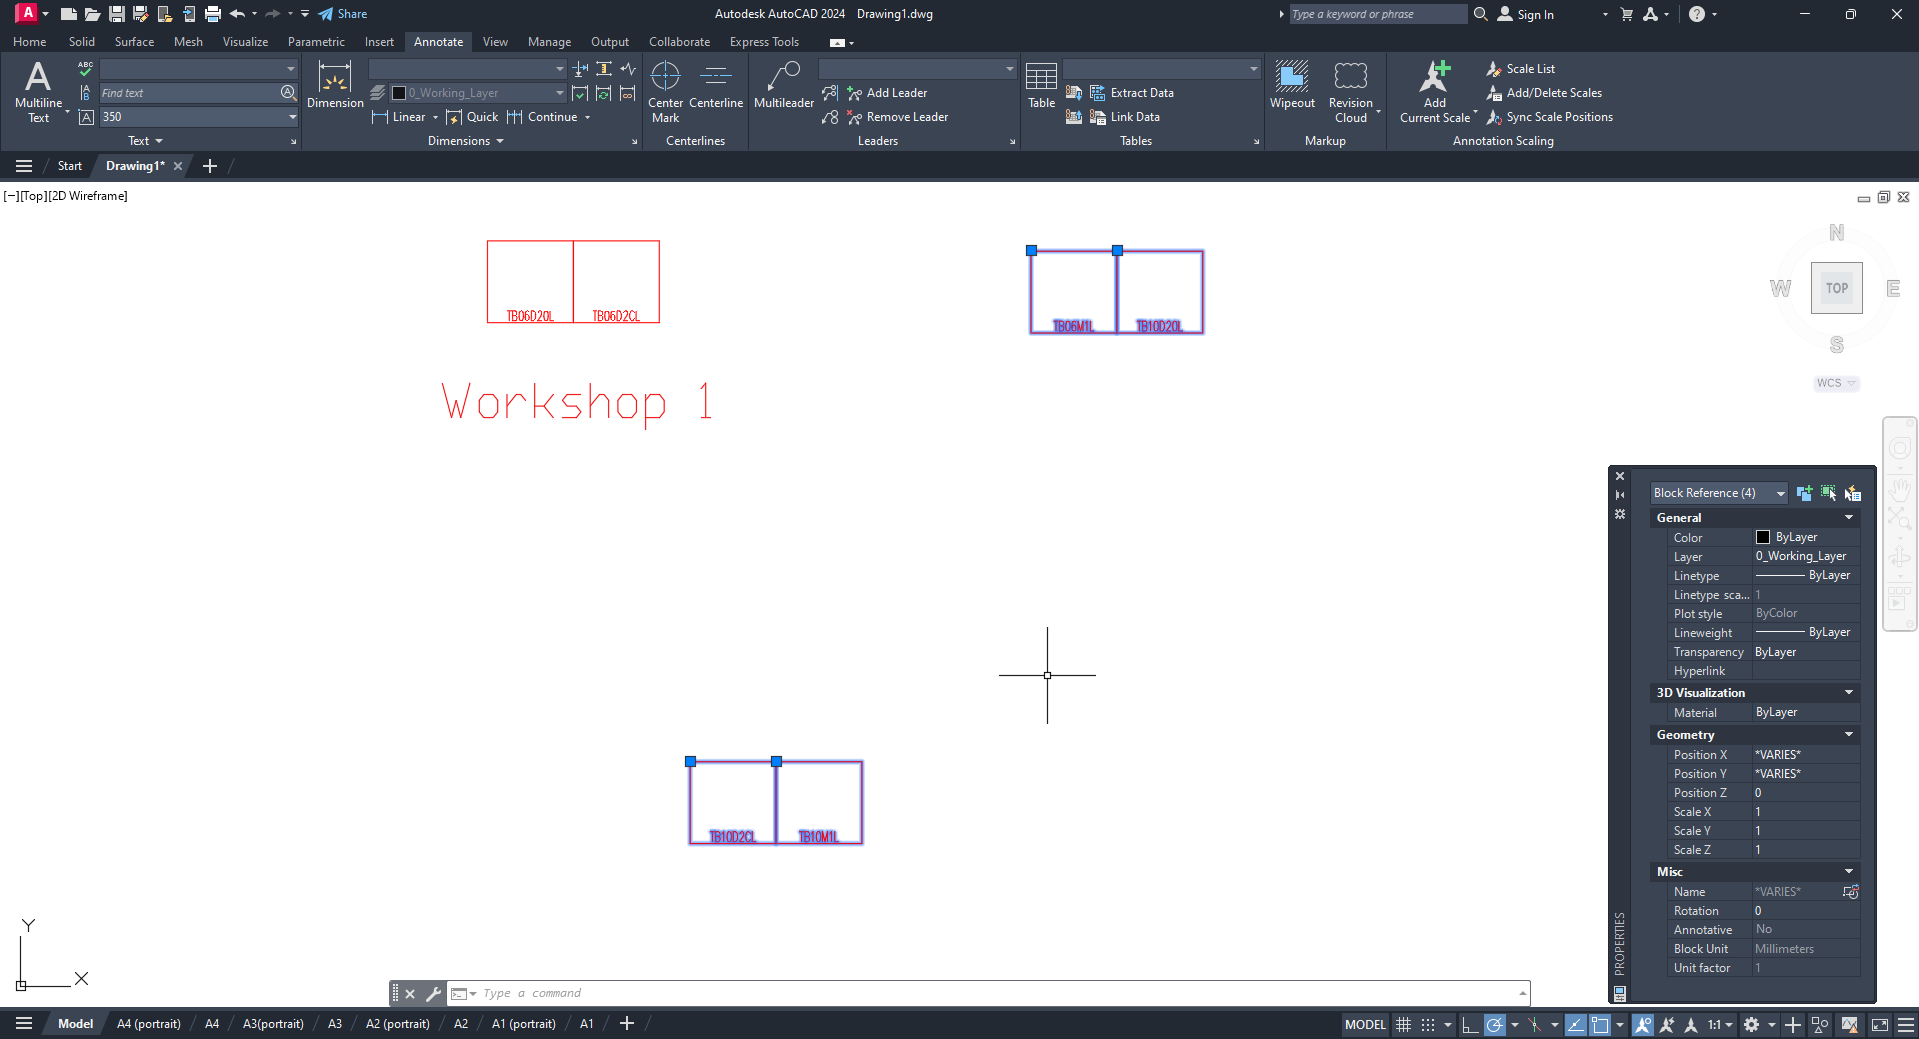 A Share Autodesk AutoCAD 2024 Drawing1.dwg Type a keyword or phrase Sign In
Home Solid Surface Mesh Visualize Parametric Insert Annotate View Manage Output Collaborate Express Tools
Multiline Text
ABC
Find text
350
Text
Dimension
0_Working_Layer
Linear Quick Continue
Dimensions
Center Mark
Centerline
Centerlines
Multileader
Add Leader
Remove Leader
Leaders
Table
Extract Data
Link Data
Tables
Wipeout
Revision Cloud
Markup
Add Current Scale
Scale List
Add/Delete Scales
Sync Scale Positions
Annotation Scaling
Start Drawing1*
[−][Top][2D Wireframe]
N
W TOP E
S
WCS
TB06D20L TB06D2CL
TB06M1L TB10D20L
Workshop 1
TB10D2CL TB10M1L
Y
X
PROPERTIES
Block Reference (4)
General
Color ByLayer
Layer 0_Working_Layer
Linetype ByLayer
Linetype sca... 1
Plot style ByColor
Lineweight ByLayer
Transparency ByLayer
Hyperlink
3D Visualization
Material ByLayer
Geometry
Position X *VARIES*
Position Y *VARIES*
Position Z 0
Scale X 1
Scale Y 1
Scale Z 1
Misc
Name *VARIES*
Rotation 0
Annotative No
Block Unit Millimeters
Unit factor 1
Type a command
Model A4 (portrait) A4 A3(portrait) A3 A2 (portrait) A2 A1 (portrait) A1
MODEL 1:1